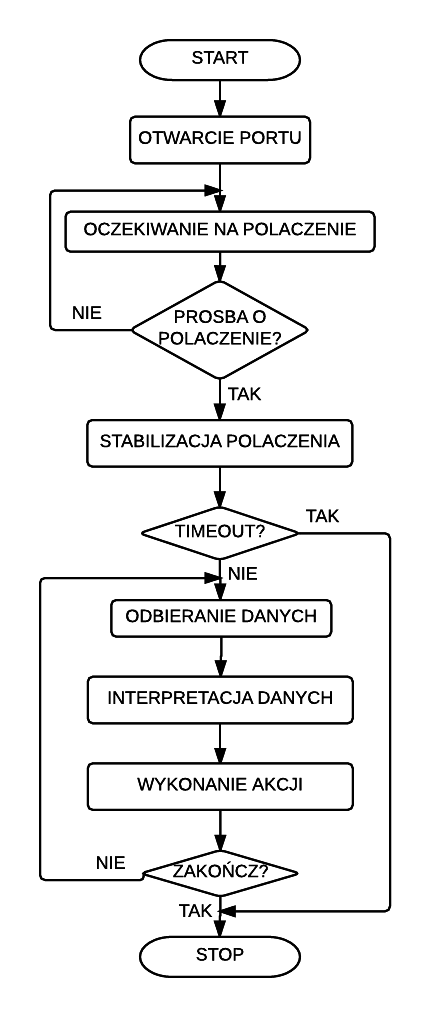 START
OTWARCIE PORTU
OCZEKIWANIE NA POLACZENIE
PROSBA O
POLACZENIE?
NIE
TAK
STABILIZACJA POLACZENIA
TIMEOUT?
TAK
NIE
ODBIERANIE DANYCH
INTERPRETACJA DANYCH
WYKONANIE AKCJI
ZAKOŃCZ?
NIE
TAK
STOP